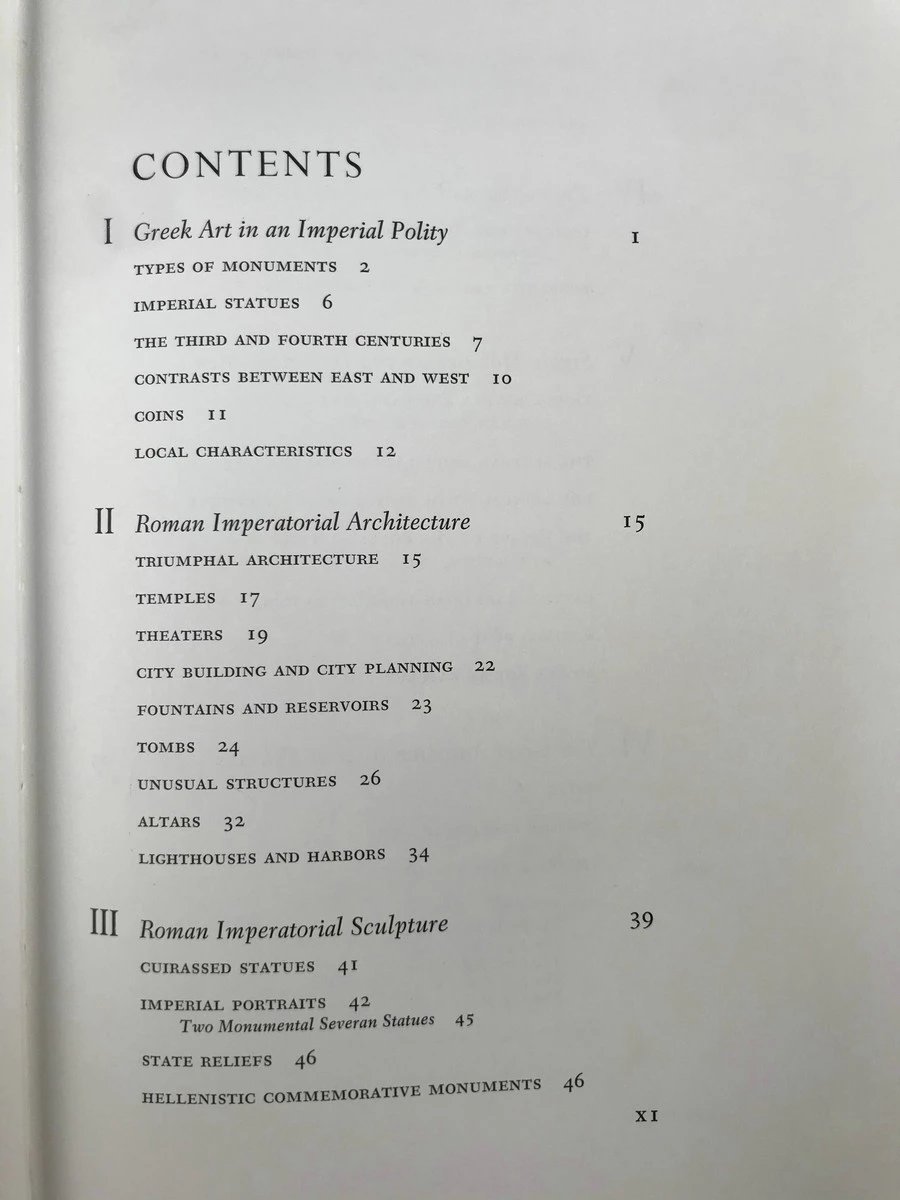 CONTENTS
I Greek Art in an Imperial Polity 1
TYPES OF MONUMENTS 2
IMPERIAL STATUES 6
THE THIRD AND FOURTH CENTURIES 7
CONTRASTS BETWEEN EAST AND WEST 10
COINS 11
LOCAL CHARACTERISTICS 12
II Roman Imperatorial Architecture 15
TRIUMPHAL ARCHITECTURE 15
TEMPLES 17
THEATERS 19
CITY BUILDING AND CITY PLANNING 22
FOUNTAINS AND RESERVOIRS 23
TOMBS 24
UNUSUAL STRUCTURES 26
ALTARS 32
LIGHTHOUSES AND HARBORS 34
III Roman Imperatorial Sculpture 39
CUIRASSED STATUES 41
IMPERIAL PORTRAITS 42
Two Monumental Severan Statues 45
STATE RELIEFS 46
HELLENISTIC COMMEMORATIVE MONUMENTS 46
XI